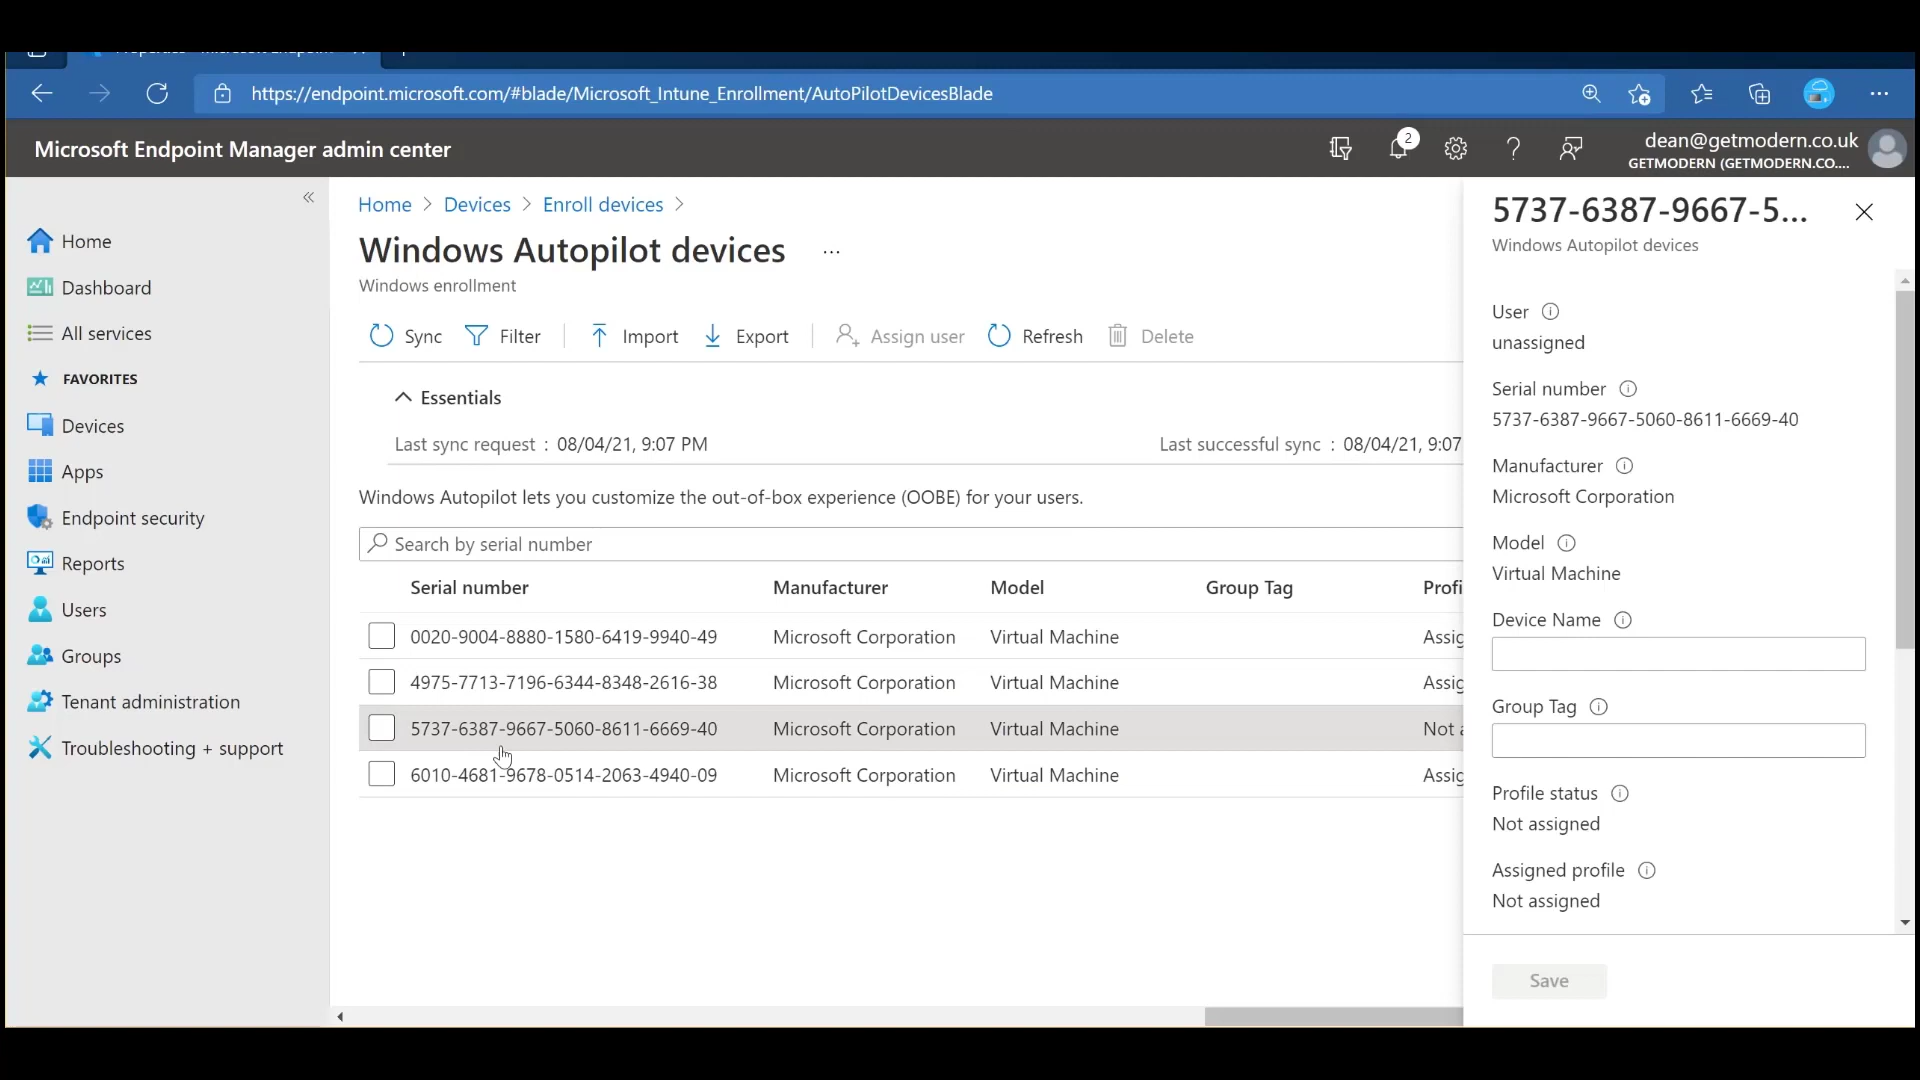 https://endpoint.microsoft.com/#blade/Microsoft_Intune_Enrollment/AutoPilotDevicesBlade
Microsoft Endpoint Manager admin center
2
dean@getmodern.co.uk
GETMODERN (GETMODERN.CO....
Home
Dashboard
All services
FAVORITES
Devices
Apps
Endpoint security
Reports
Users
Groups
Tenant administration
Troubleshooting + support
Home > Devices > Enroll devices >
Windows Autopilot devices ...
Windows enrollment
Sync Filter Import Export Assign user Refresh Delete
Essentials
Last sync request : 08/04/21, 9:07 PM Last successful sync : 08/04/21, 9:07
Windows Autopilot lets you customize the out-of-box experience (OOBE) for your users.
Search by serial number
Serial number Manufacturer Model Group Tag Profi
0020-9004-8880-1580-6419-9940-49 Microsoft Corporation Virtual Machine Assig
4975-7713-7196-6344-8348-2616-38 Microsoft Corporation Virtual Machine Assig
5737-6387-9667-5060-8611-6669-40 Microsoft Corporation Virtual Machine Not a
6010-4681-9678-0514-2063-4940-09 Microsoft Corporation Virtual Machine Assig
5737-6387-9667-5...
Windows Autopilot devices
User
unassigned
Serial number
5737-6387-9667-5060-8611-6669-40
Manufacturer
Microsoft Corporation
Model
Virtual Machine
Device Name
Group Tag
Profile status
Not assigned
Assigned profile
Not assigned
Save